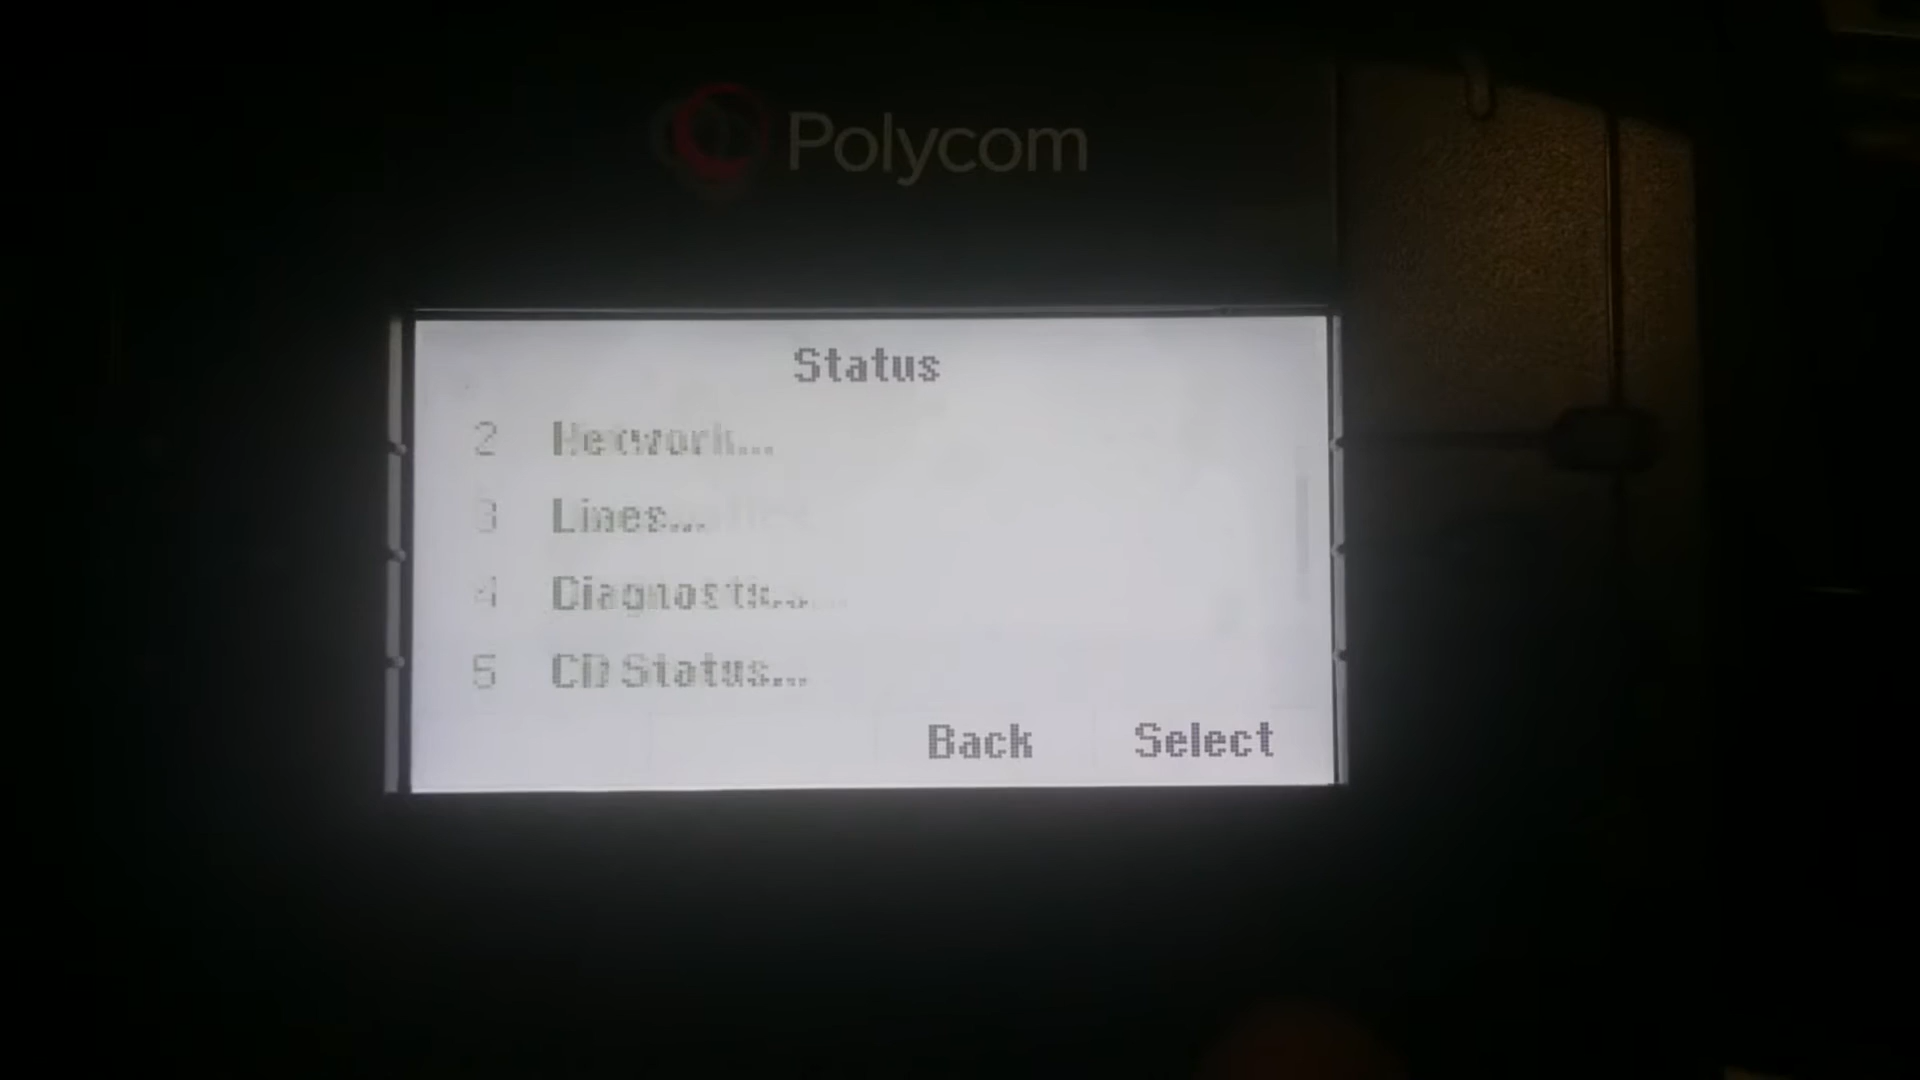 Polycom
Status
2 Network...
3 Lines...
4 Diagnostics...
5 CD Status...
Back Select